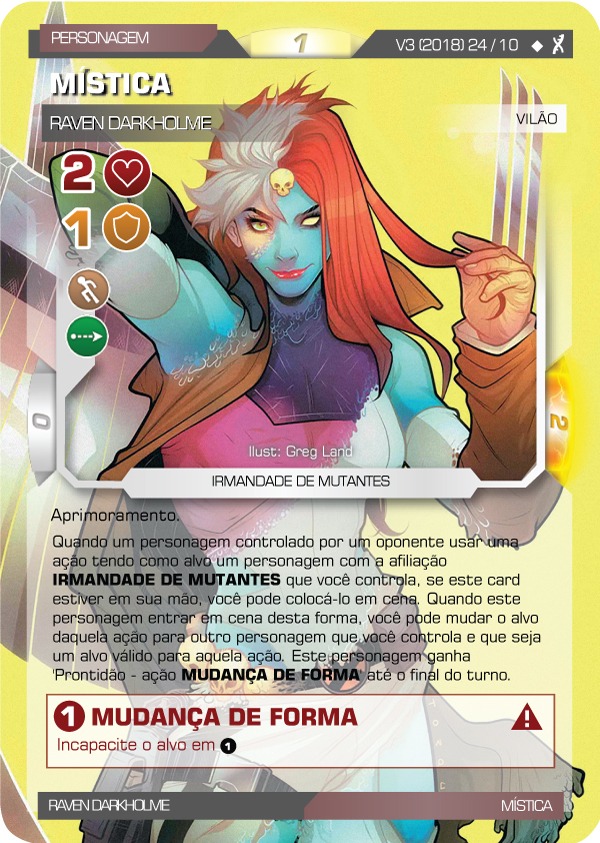 PERSONAGEM
1
V3 (2018) 24 / 10
MÍSTICA
RAVEN DARKHOLME
VILÃO
2
1
0
2
Ilust: Greg Land
IRMANDADE DE MUTANTES
Aprimoramento.
Quando um personagem controlado por um oponente usar uma
ação tendo como alvo um personagem com a afiliação
IRMANDADE DE MUTANTES que você controla, se este card
estiver em sua mão, você pode colocá-lo em cena. Quando este
personagem entrar em cena desta forma, você pode mudar o alvo
daquela ação para outro personagem que você controla e que seja
um alvo válido para aquela ação. Este personagem ganha
'Prontidão - ação MUDANÇA DE FORMA' até o final do turno.
1 MUDANÇA DE FORMA
Incapacite o alvo em 1
RAVEN DARKHOLME
MÍSTICA